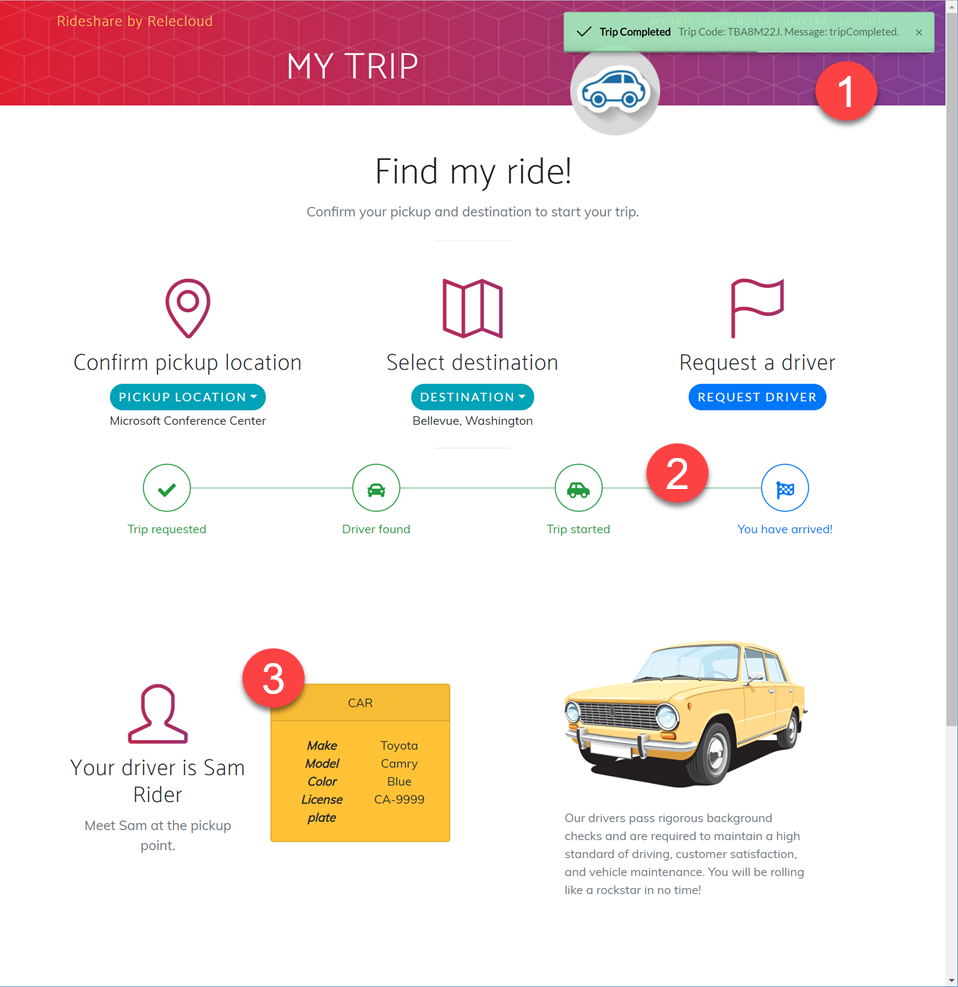 Rideshare by Relecloud
MY TRIP PASSENGERS DRIVERS LOGOUT
Trip Completed Trip Code: TBA8M22J. Message: tripCompleted. ×
MY TRIP
1
Find my ride!
Confirm your pickup and destination to start your trip.
Confirm pickup location
PICKUP LOCATION
Microsoft Conference Center
Select destination
DESTINATION
Bellevue, Washington
Request a driver
REQUEST DRIVER
2
Trip requested
Driver found
Trip started
You have arrived!
3
Your driver is Sam
Rider
Meet Sam at the pickup
point.
CAR
Make Toyota
Model Camry
Color Blue
License CA-9999
plate
Our drivers pass rigorous background
checks and are required to maintain a high
standard of driving, customer satisfaction,
and vehicle maintenance. You will be rolling
like a rockstar in no time!